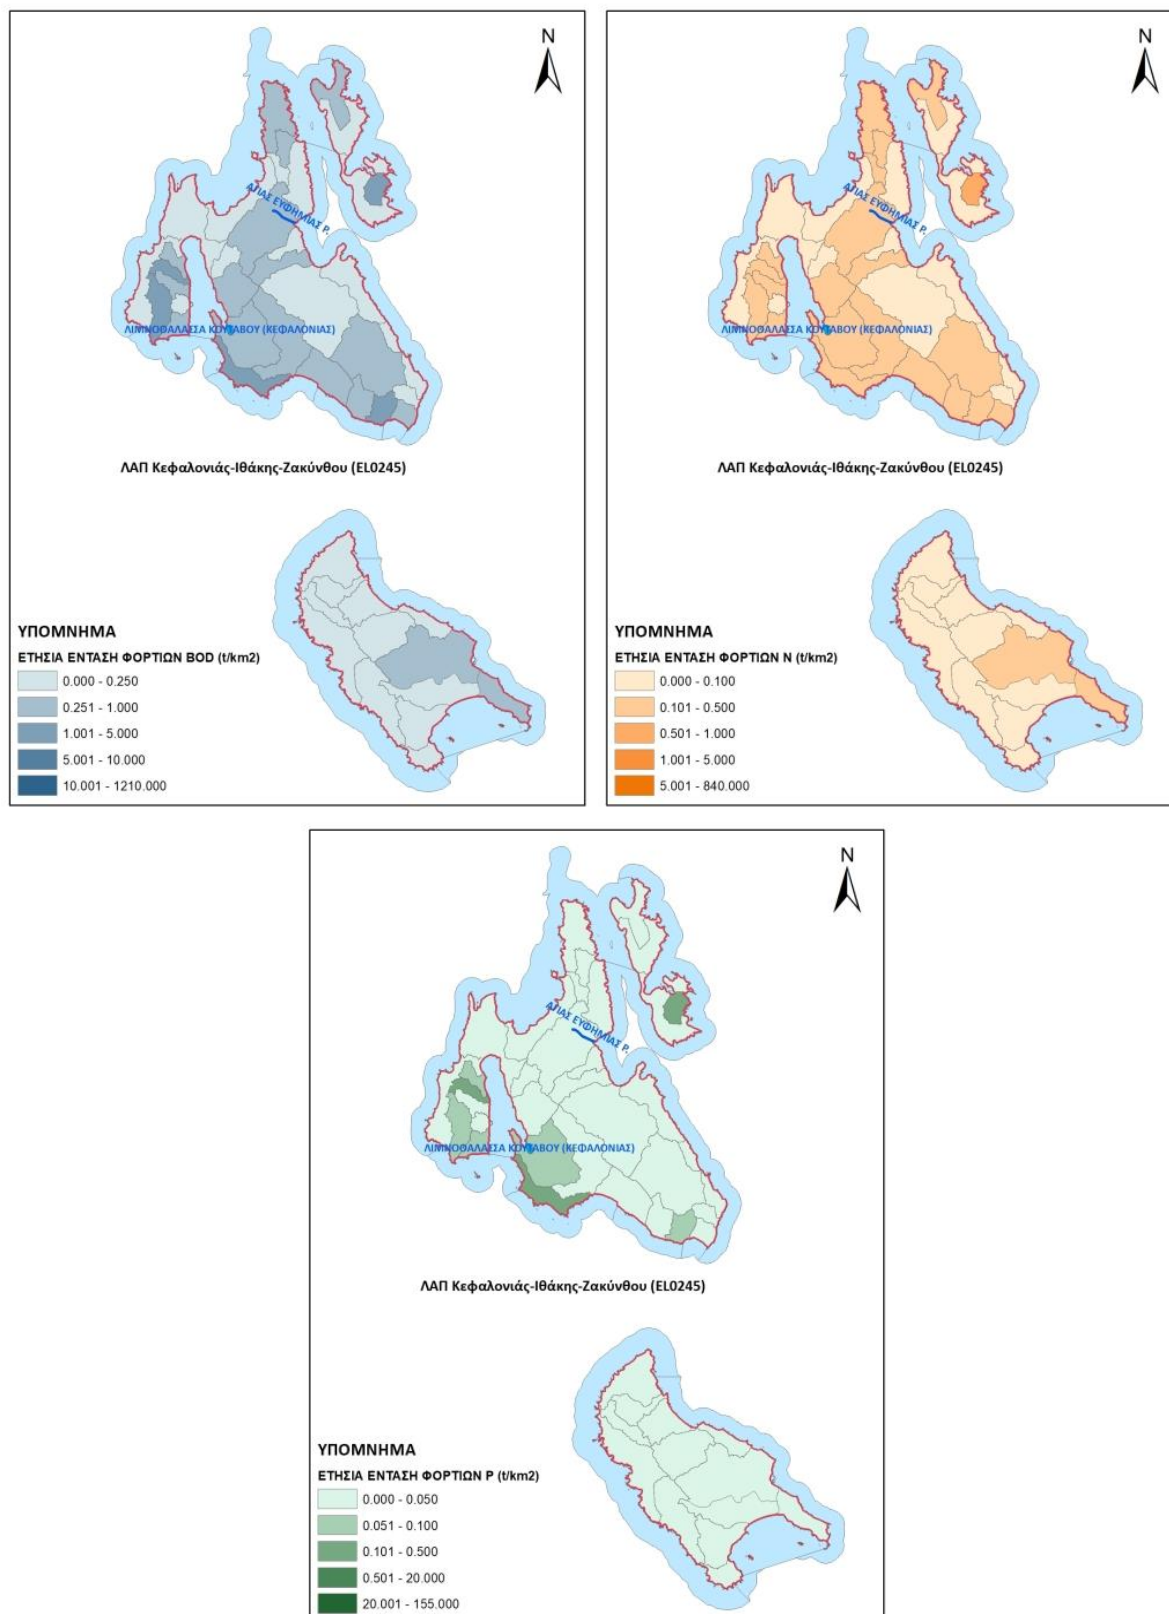 N
ΑΓΙΑΣ ΕΥΦΗΜΙΑΣ Ρ.
ΛΙΜΝΟΘΑΛΑΣΣΑ ΚΟΥΤΑΒΟΥ (ΚΕΦΑΛΟΝΙΑΣ)
ΛΑΠ Κεφαλονιάς-Ιθάκης-Ζακύνθου (EL0245)
ΥΠΟΜΝΗΜΑ
ΕΤΗΣΙΑ ΕΝΤΑΣΗ ΦΟΡΤΙΩΝ BOD (t/km2)
0.000 - 0.250
0.251 - 1.000
1.001 - 5.000
5.001 - 10.000
10.001 - 1210.000
N
ΑΓΙΑΣ ΕΥΦΗΜΙΑΣ Ρ.
ΛΙΜΝΟΘΑΛΑΣΣΑ ΚΟΥΤΑΒΟΥ (ΚΕΦΑΛΟΝΙΑΣ)
ΛΑΠ Κεφαλονιάς-Ιθάκης-Ζακύνθου (EL0245)
ΥΠΟΜΝΗΜΑ
ΕΤΗΣΙΑ ΕΝΤΑΣΗ ΦΟΡΤΙΩΝ N (t/km2)
0.000 - 0.100
0.101 - 0.500
0.501 - 1.000
1.001 - 5.000
5.001 - 840.000
N
ΑΓΙΑΣ ΕΥΦΗΜΙΑΣ Ρ.
ΛΙΜΝΟΘΑΛΑΣΣΑ ΚΟΥΤΑΒΟΥ (ΚΕΦΑΛΟΝΙΑΣ)
ΛΑΠ Κεφαλονιάς-Ιθάκης-Ζακύνθου (EL0245)
ΥΠΟΜΝΗΜΑ
ΕΤΗΣΙΑ ΕΝΤΑΣΗ ΦΟΡΤΙΩΝ P (t/km2)
0.000 - 0.050
0.051 - 0.100
0.101 - 0.500
0.501 - 20.000
20.001 - 155.000